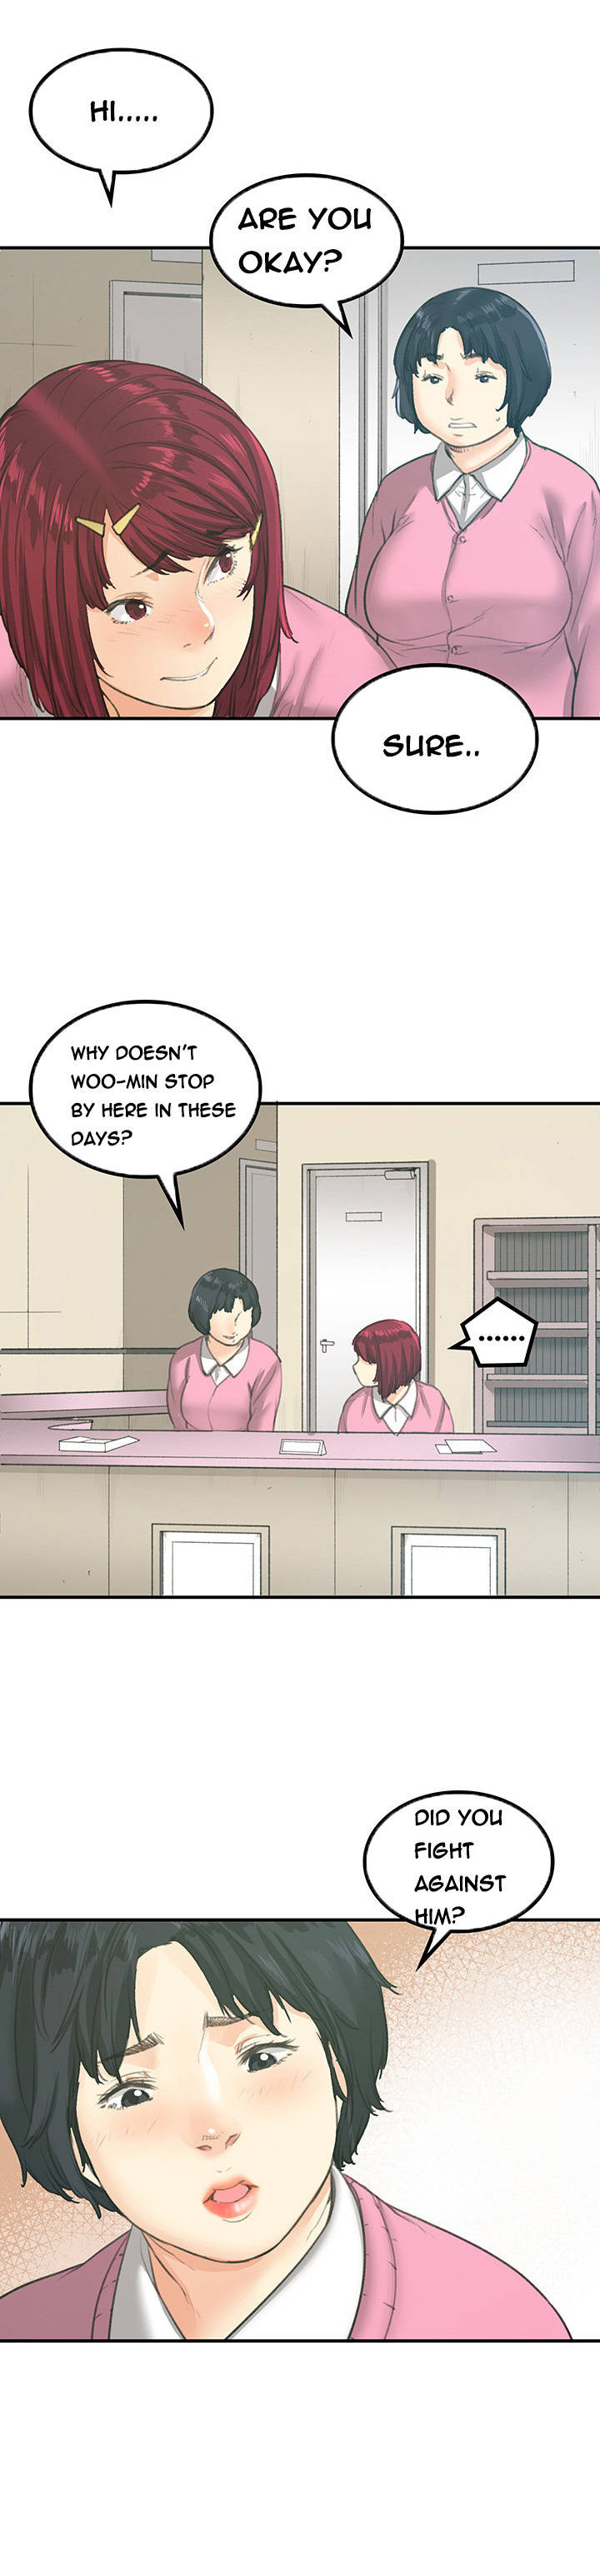 HI.....
ARE YOU
OKAY?
SURE..
WHY DOESN'T
WOO-MIN STOP
BY HERE IN THESE
DAYS?
......
DID YOU
FIGHT
AGAINST
HIM?